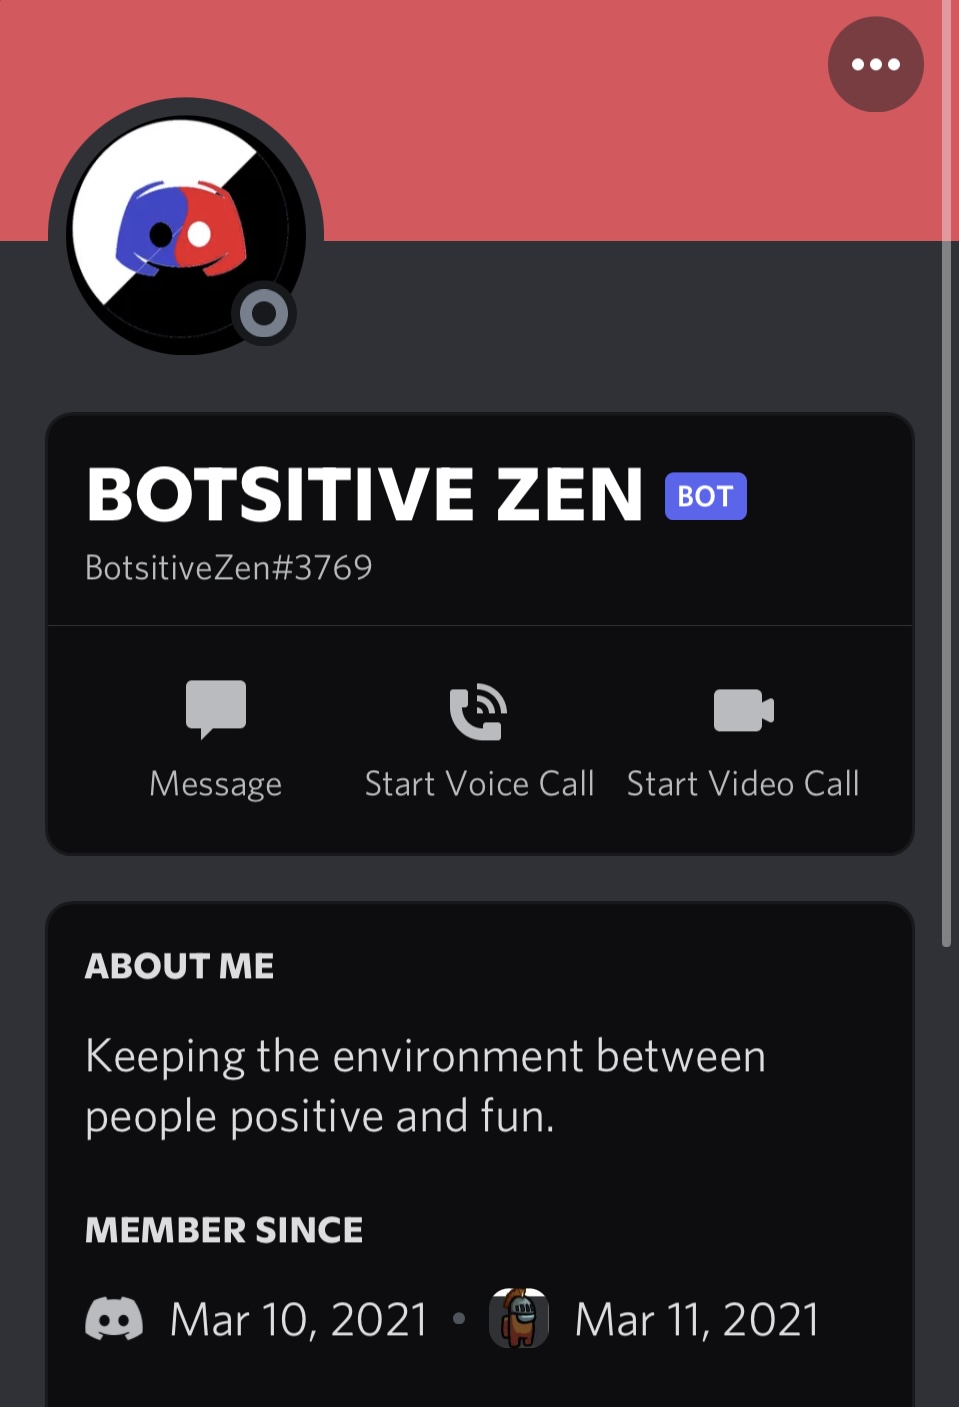 BOTSITIVE ZEN BOT
BotsitiveZen#3769
Message Start Voice Call Start Video Call
ABOUT ME
Keeping the environment between
people positive and fun.
MEMBER SINCE
Mar 10, 2021 • Mar 11, 2021